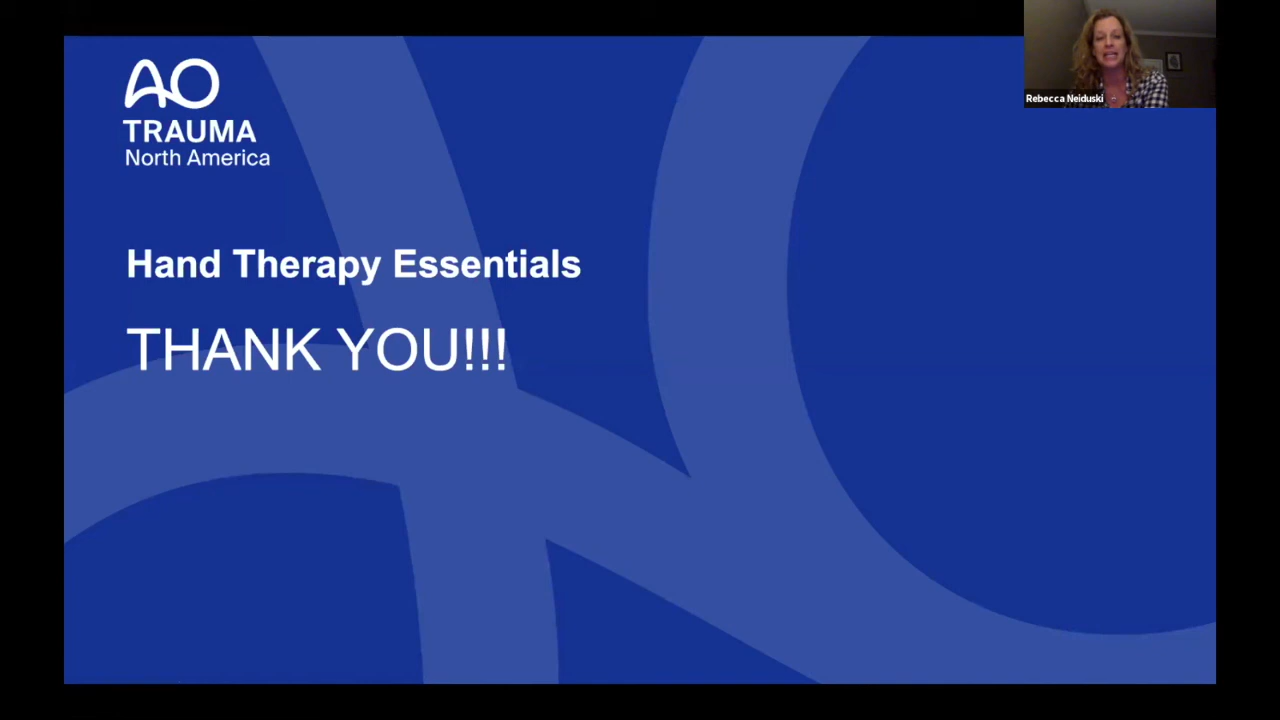 AO
TRAUMA
North America
Rebecca Neiduski
Hand Therapy Essentials
THANK YOU!!!